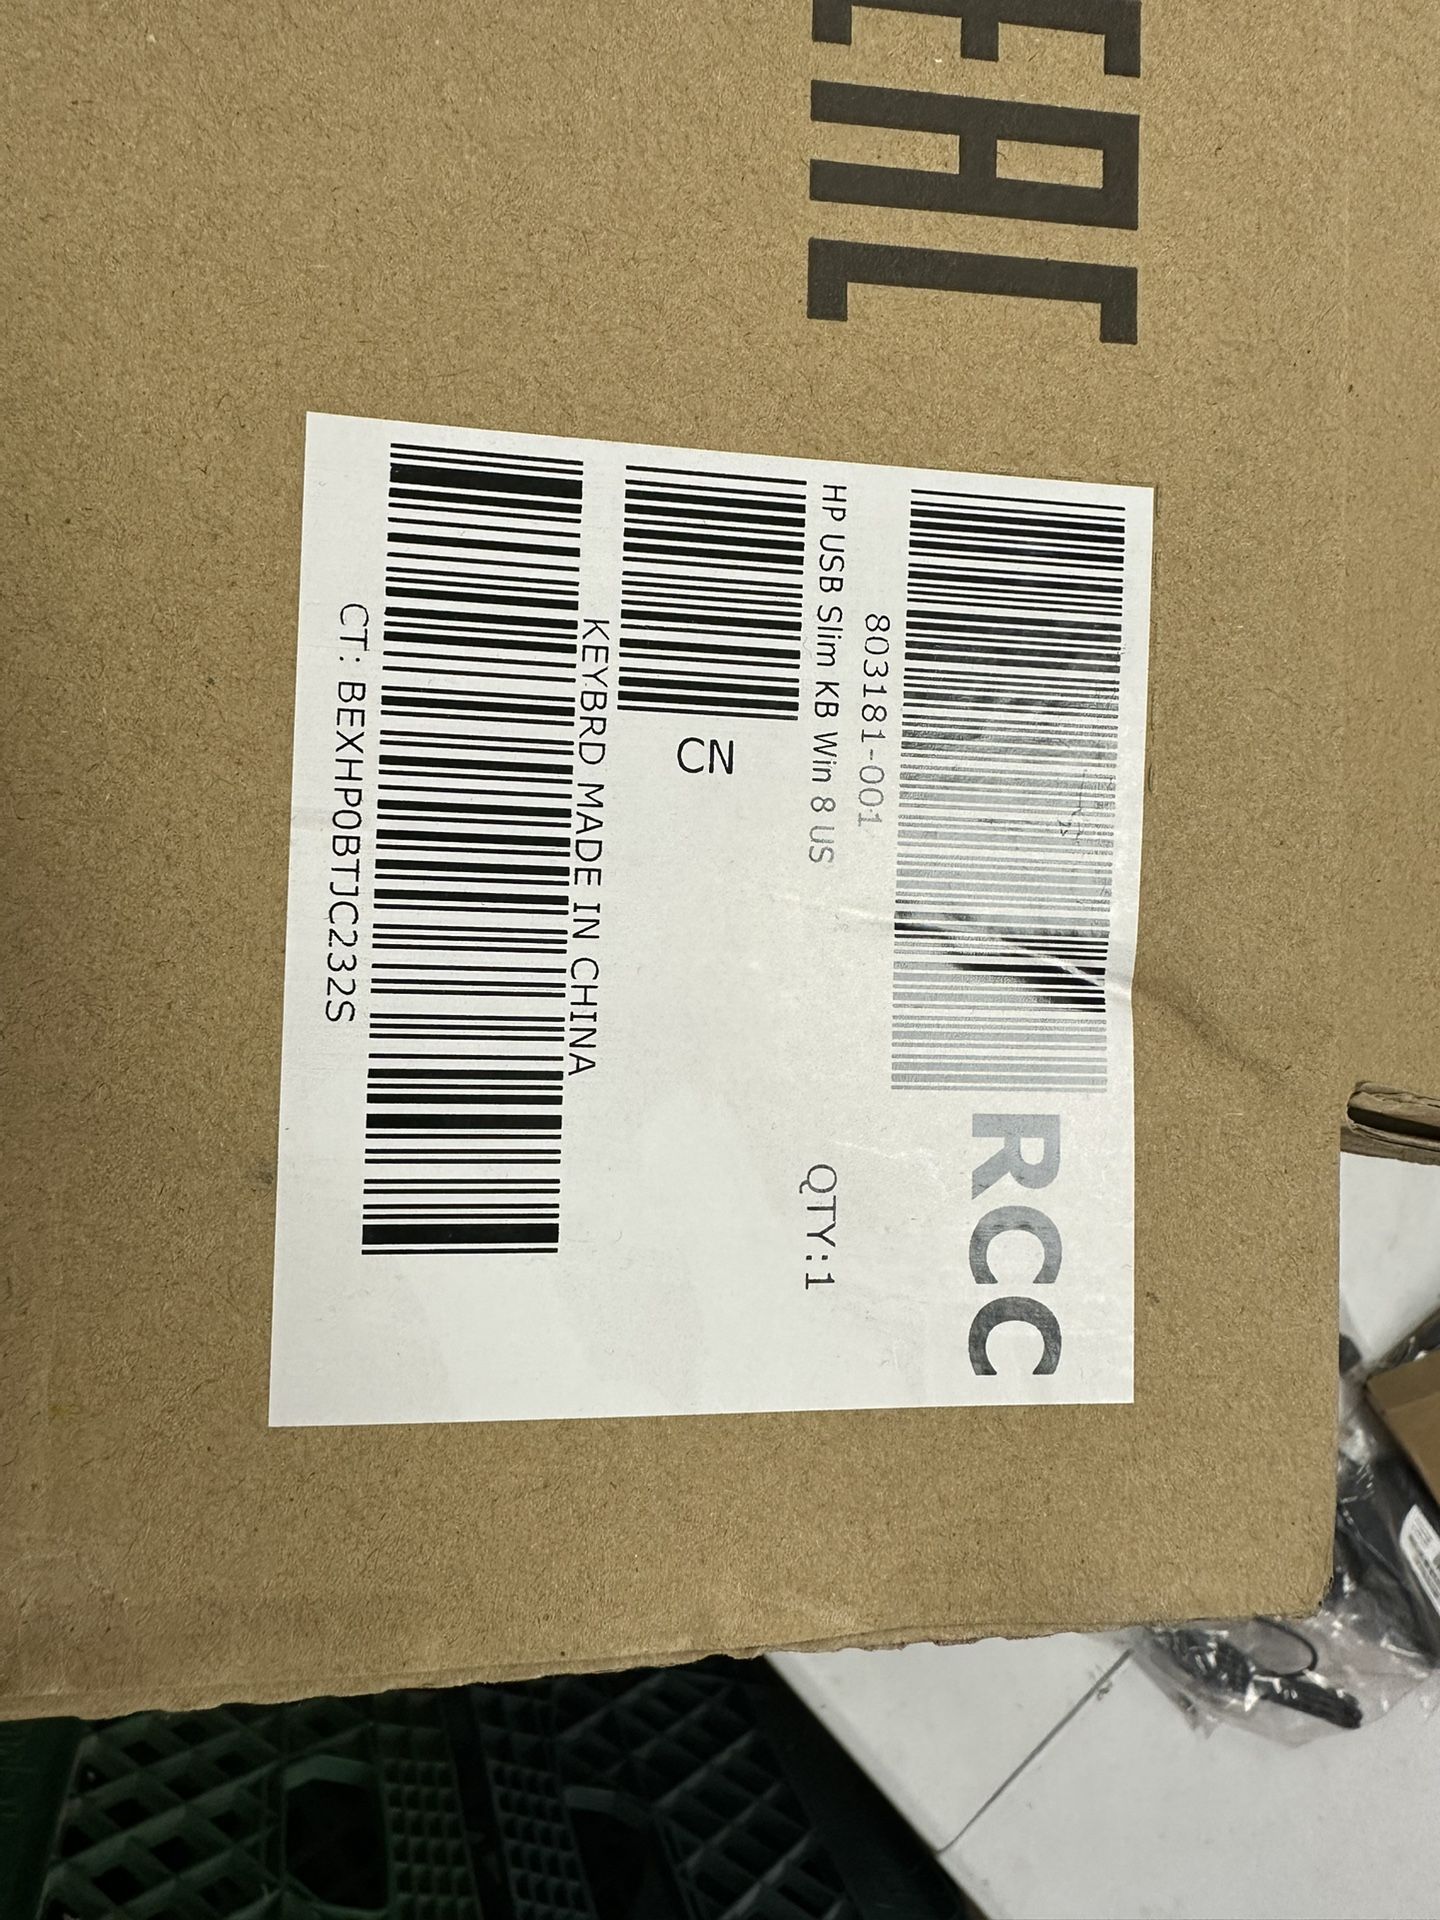 EAC
RCC
803181-001
HP USB Slim KB Win 8 US
QTY:1
CN
KEYBRD MADE IN CHINA
CT: BEXHP0BTJC232S